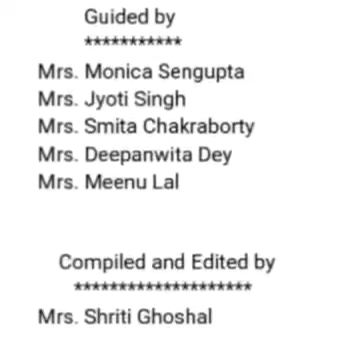 Guided by
***********
Mrs. Monica Sengupta
Mrs. Jyoti Singh
Mrs. Smita Chakraborty
Mrs. Deepanwita Dey
Mrs. Meenu Lal
Compiled and Edited by
********************
Mrs. Shriti Ghoshal